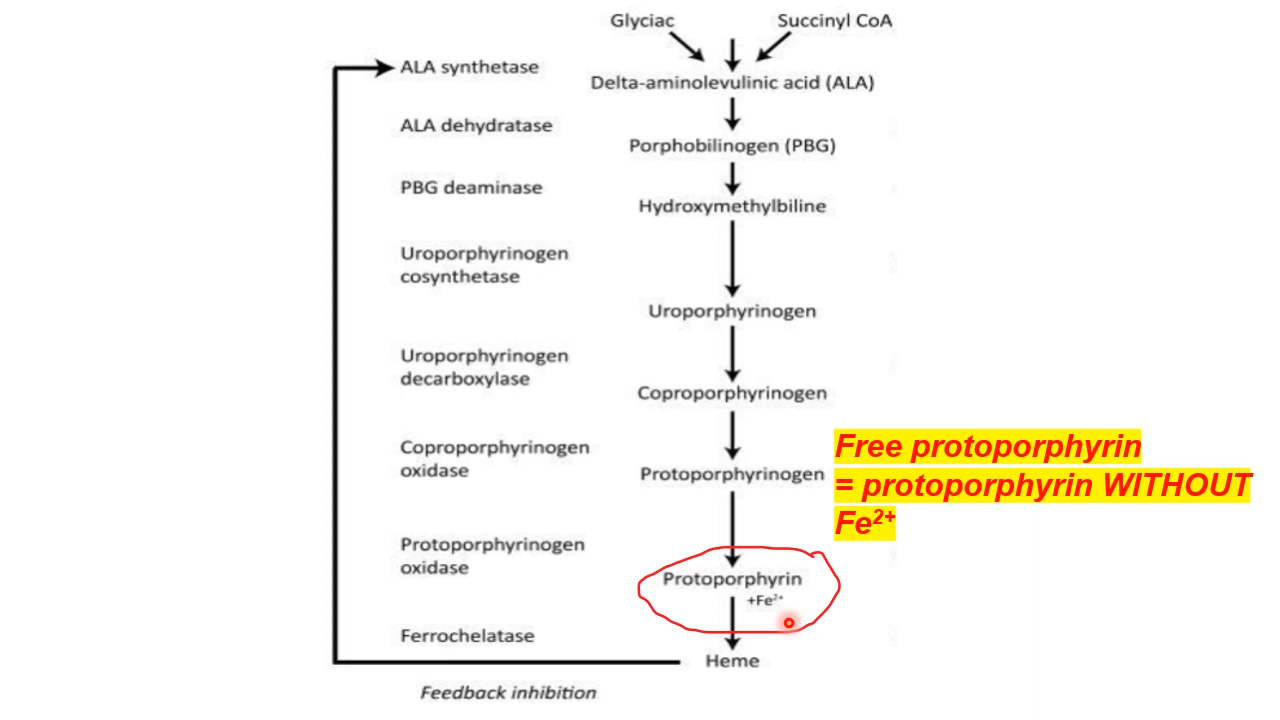 Glyciac Succinyl CoA
ALA synthetase
Delta-aminolevulinic acid (ALA)
ALA dehydratase
Porphobilinogen (PBG)
PBG deaminase
Hydroxymethylbiline
Uroporphyrinogen
cosynthetase
Uroporphyrinogen
Uroporphyrinogen
decarboxylase
Coproporphyrinogen
Coproporphyrinogen
oxidase
Protoporphyrinogen
Free protoporphyrin
= protoporphyrin WITHOUT
Fe²⁺
Protoporphyrinogen
oxidase
Protoporphyrin
+Fe²⁺
Ferrochelatase
Heme
Feedback inhibition